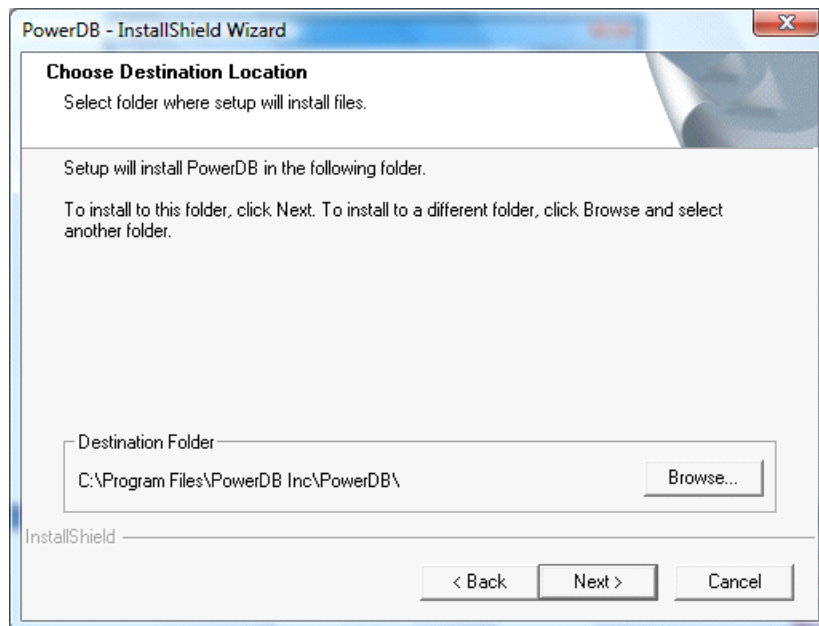 PowerDB - InstallShield Wizard
Choose Destination Location
Select folder where setup will install files.
Setup will install PowerDB in the following folder.
To install to this folder, click Next. To install to a different folder, click Browse and select
another folder.
Destination Folder
C:\Program Files\PowerDB Inc\PowerDB\
Browse...
InstallShield
< Back
Next >
Cancel